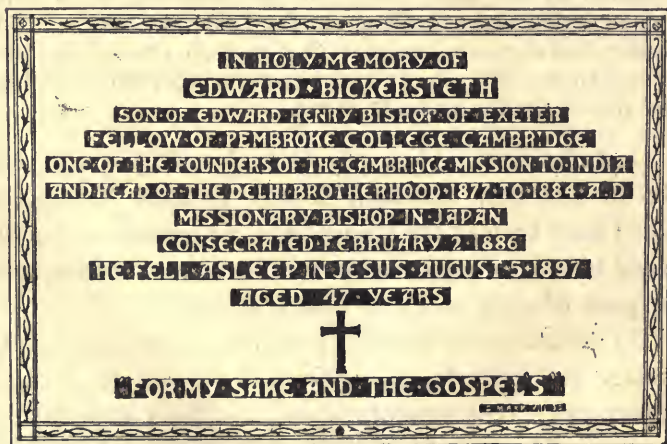 IN HOLY·MEMORY OF
EDWARD·BICKERSTETH
SON OF EDWARD HENRY BISHOP OF EXETER
FELLOW OF PEMBROKE COLLEGE CAMBRIDGE
ONE·OF THE FOUNDERS OF THE CAMBRIDGE·MISSION·TO·INDIA
AND·HEAD·OF THE DELHI·BROTHERHOOD·1877·TO·1884·A.D
MISSIONARY·BISHOP·IN·JAPAN
CONSECRATED·FEBRUARY·2·1886
HE·FELL·ASLEEP·IN·JESUS·AUGUST·5·1897
AGED·47·YEARS
"FOR·MY·SAKE AND·THE·GOSPEL'S"